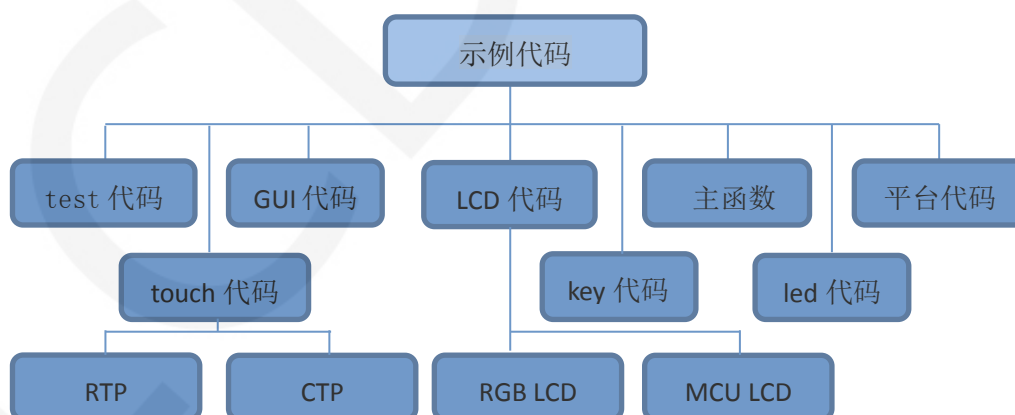 示例代码
test 代码
GUI 代码
LCD 代码
主函数
平台代码
touch 代码
key 代码
led 代码
RTP
CTP
RGB LCD
MCU LCD